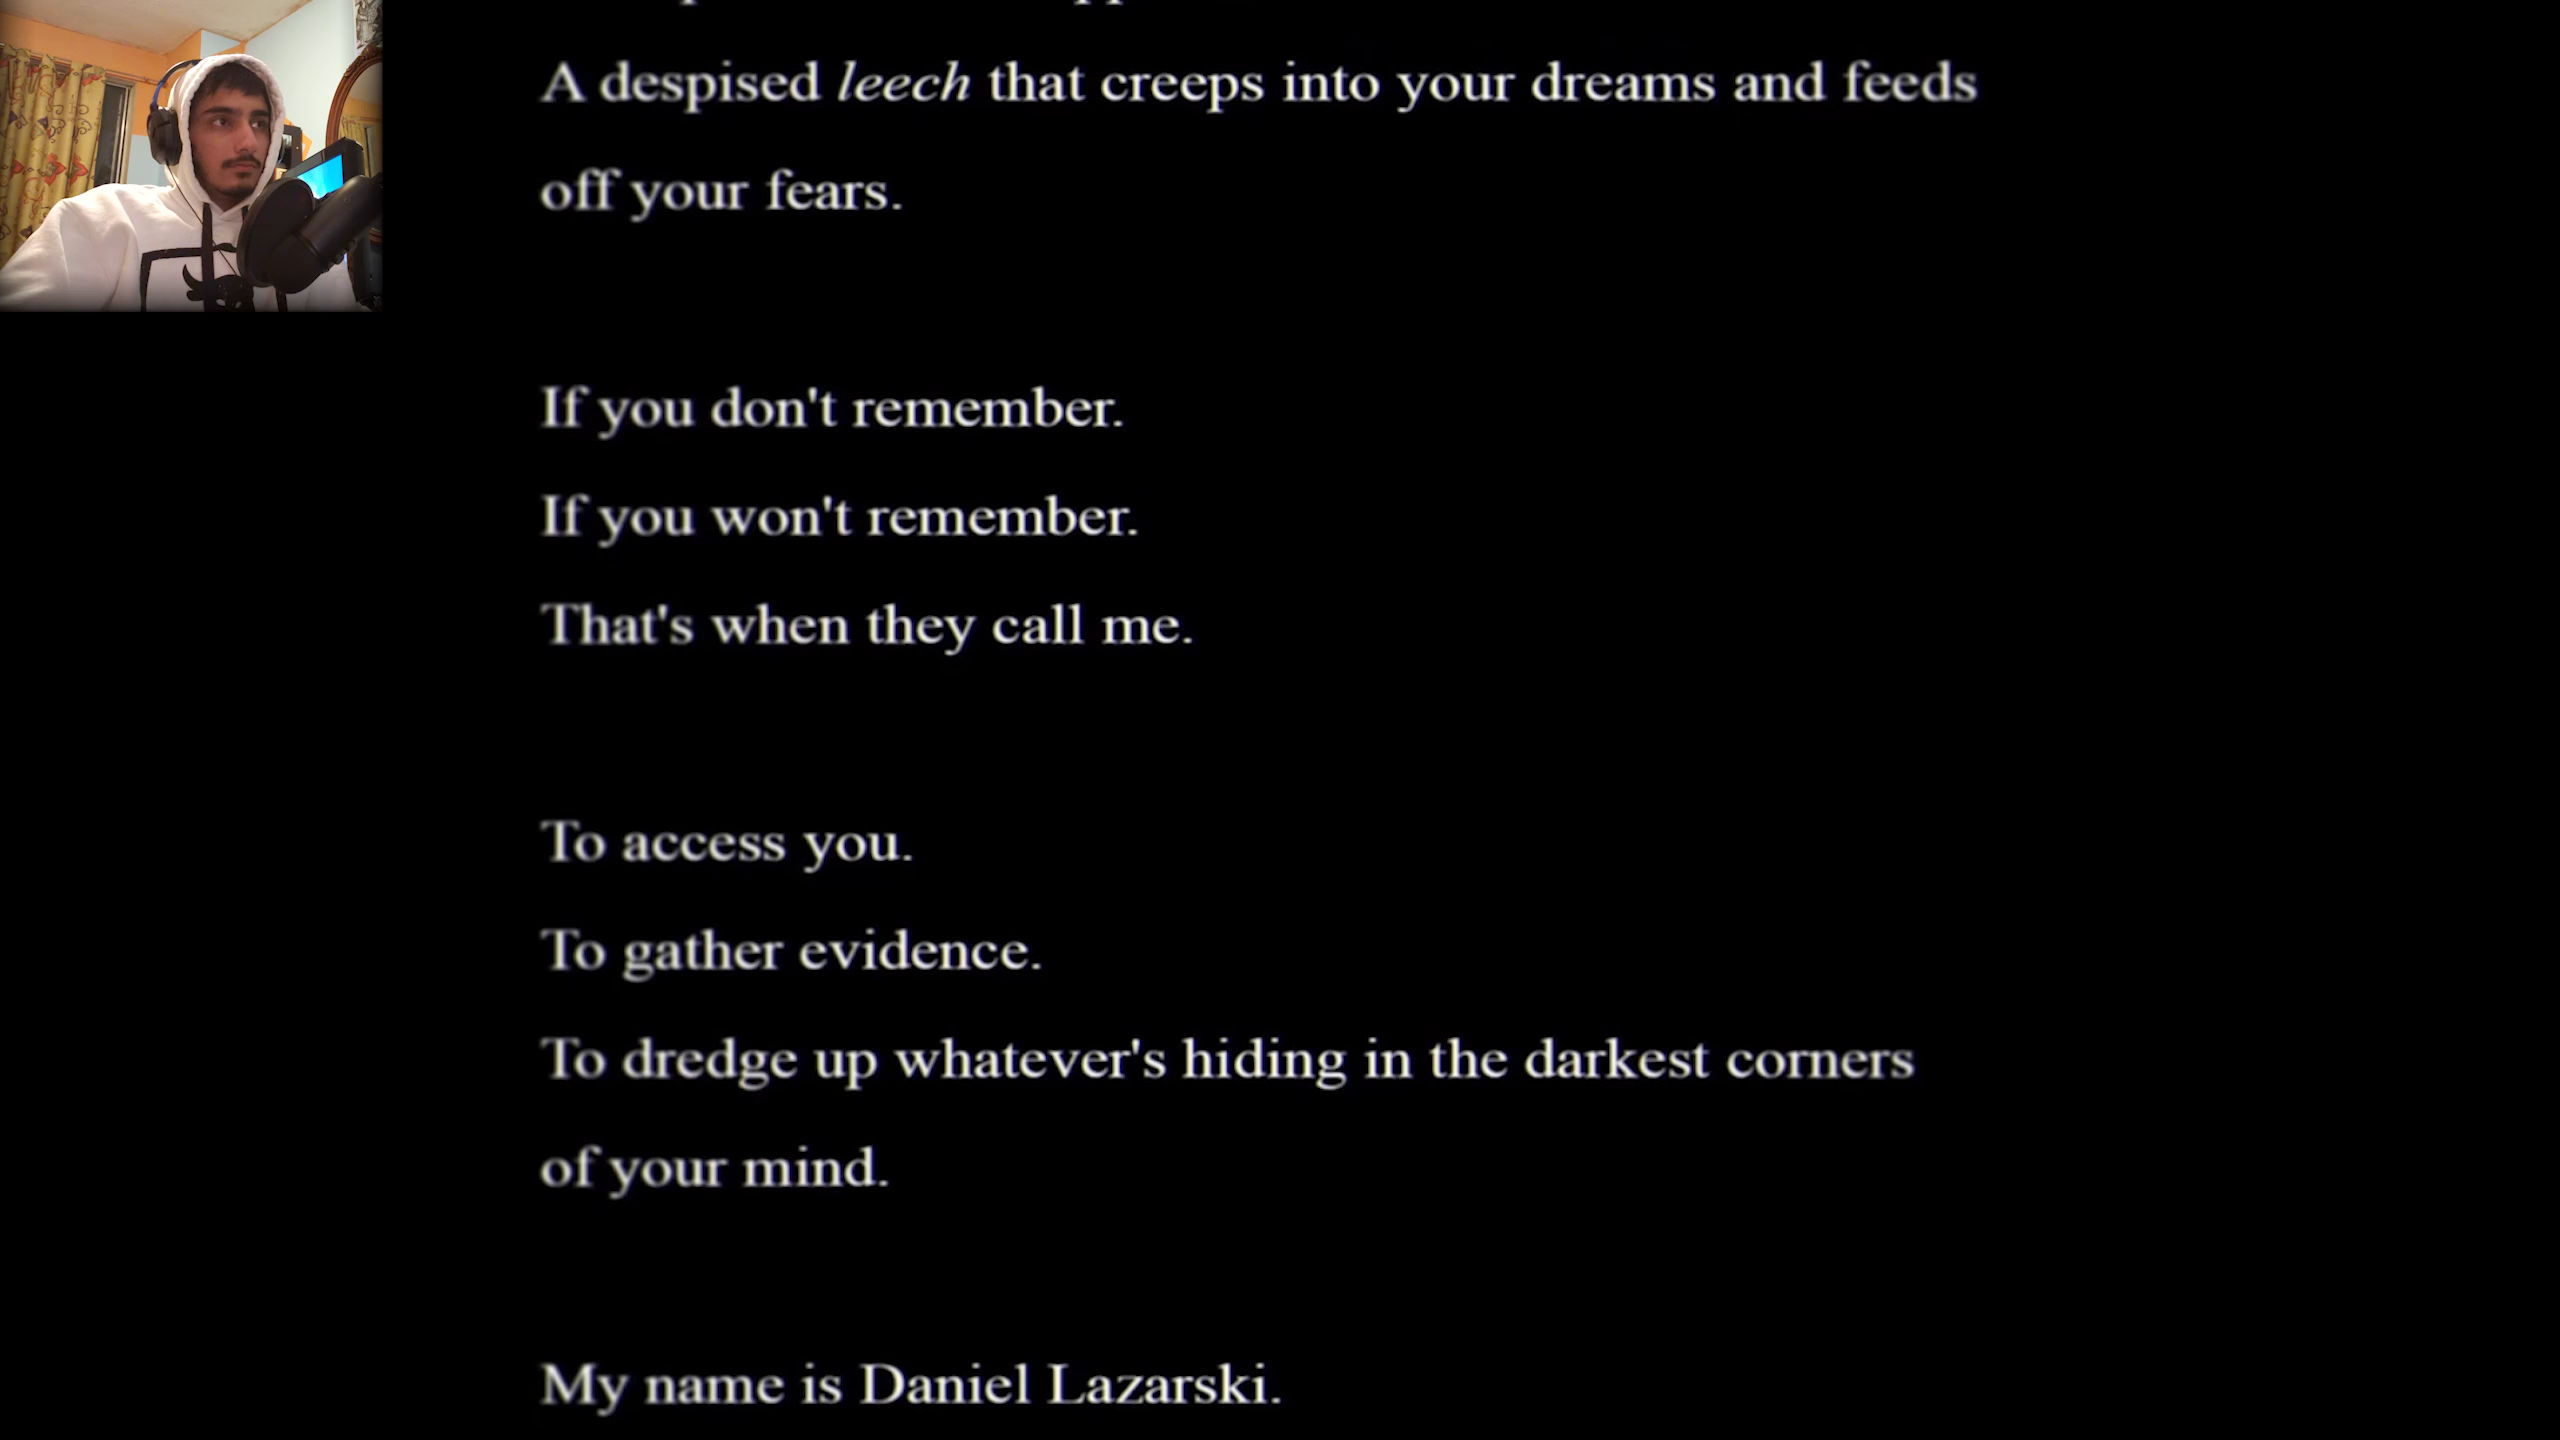 A despised leech that creeps into your dreams and feeds
off your fears.
If you don't remember.
If you won't remember.
That's when they call me.
To access you.
To gather evidence.
To dredge up whatever's hiding in the darkest corners
of your mind.
My name is Daniel Lazarski.